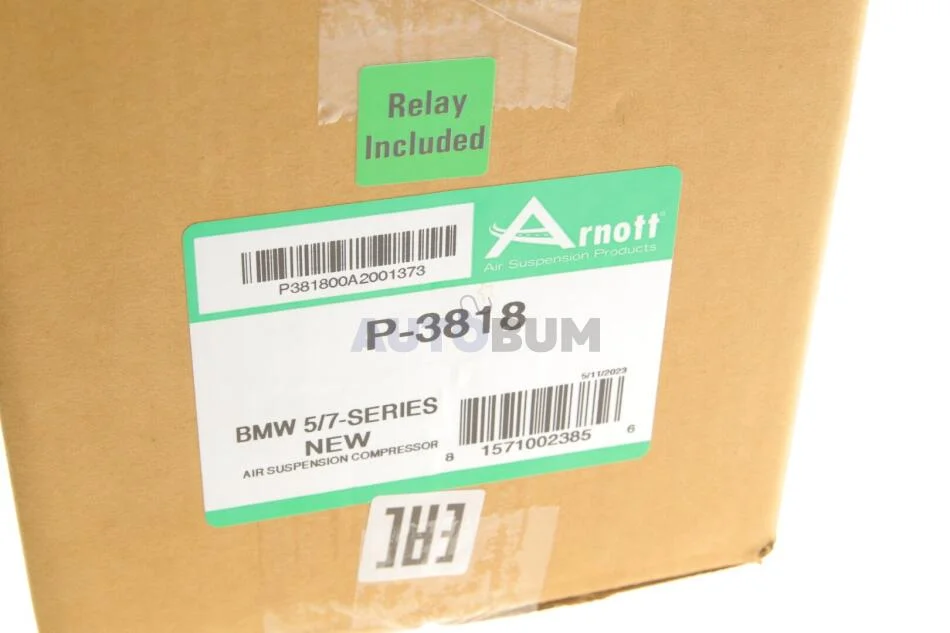 Relay
Included
Arnott®
Air Suspension Products
P381800A2001373
P-3818
AUTOBUM
5/11/2023
BMW 5/7-SERIES
NEW
AIR SUSPENSION COMPRESSOR
8 1571002385 6
EAC